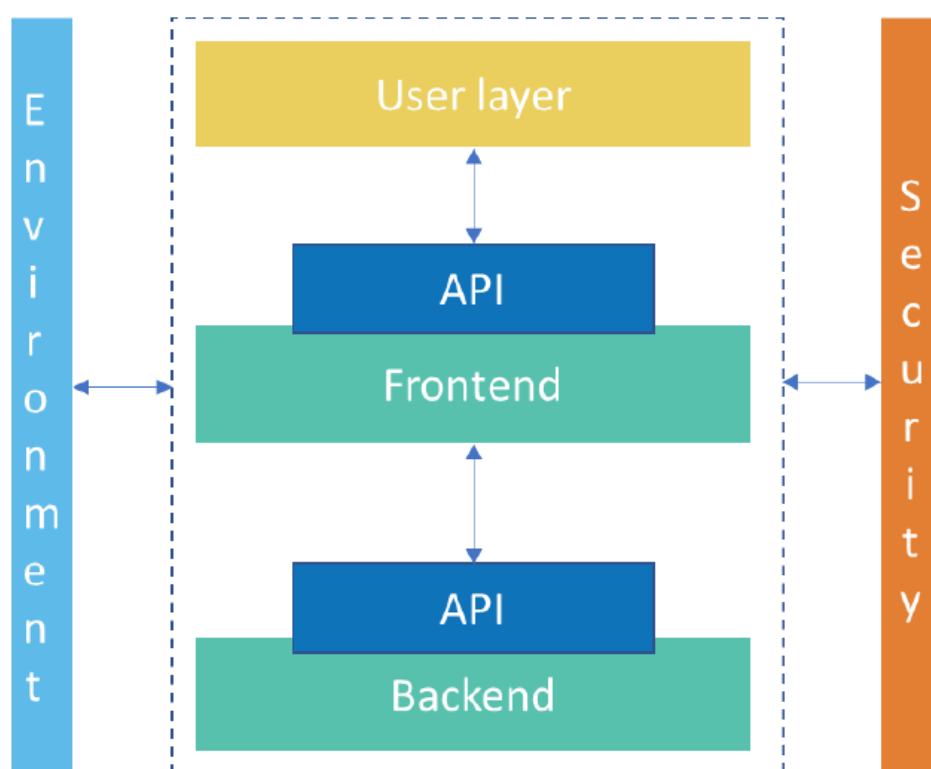 Environment
User layer
API
Frontend
API
Backend
Security